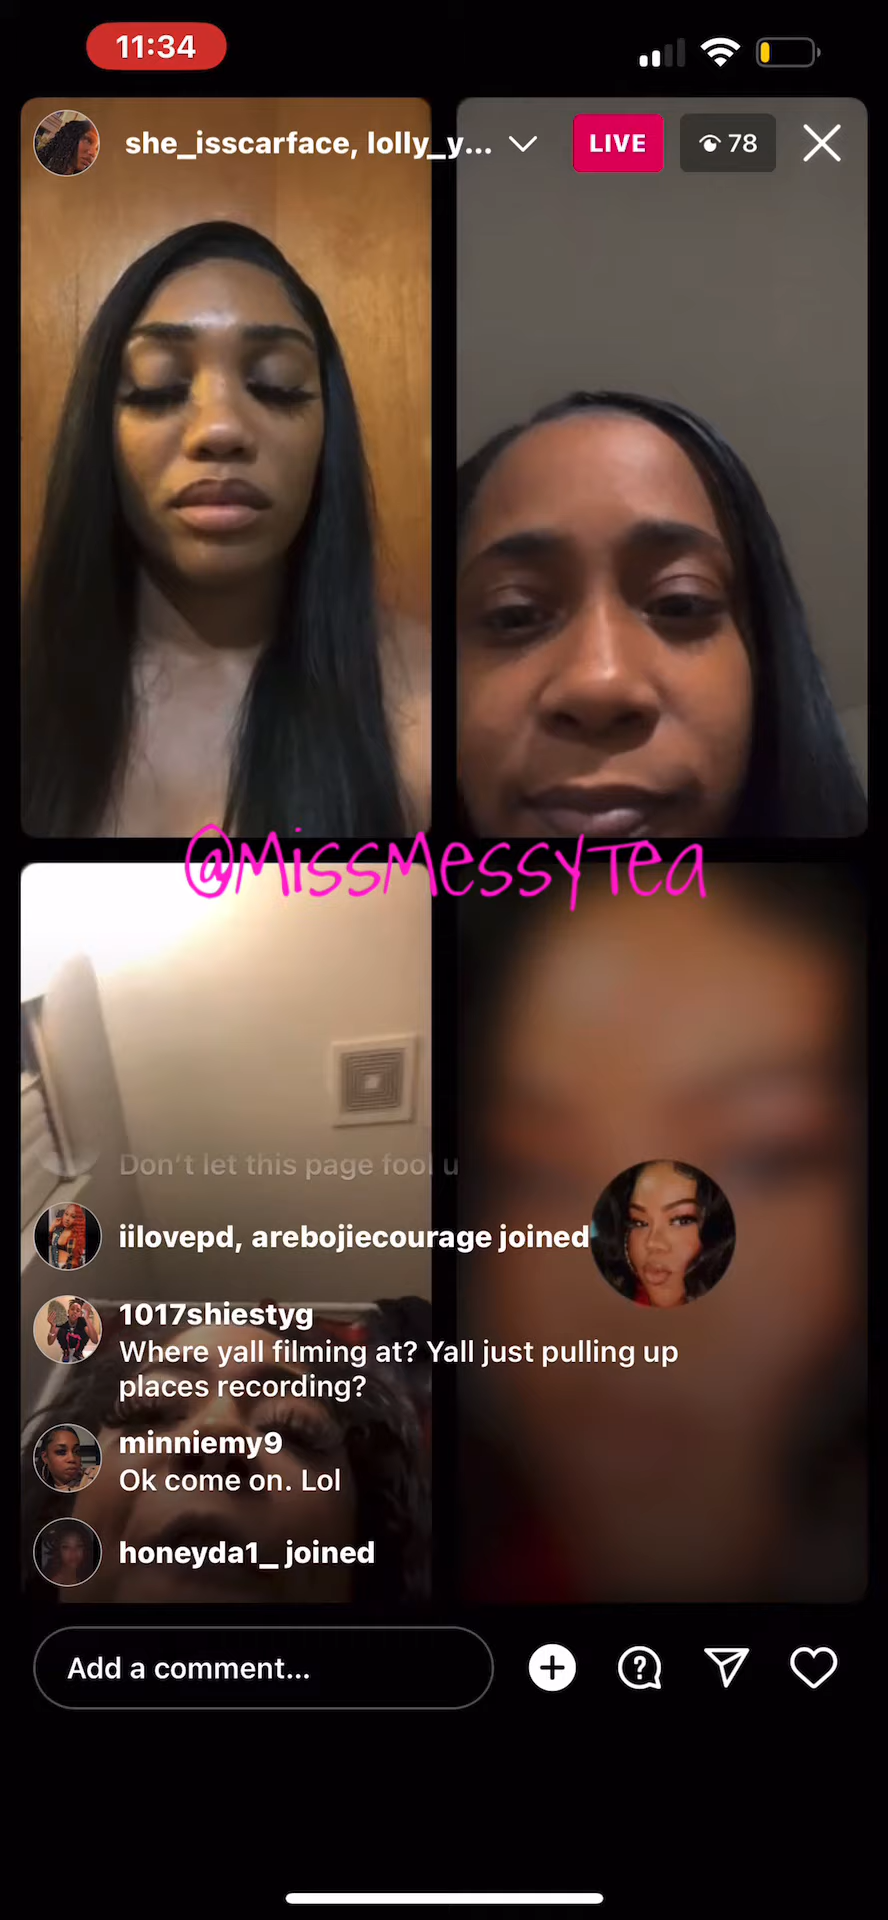 11:34
she_isscarface, lolly_y...
LIVE
78
@MissMessyTea
Don't let this page fool u
iilovepd, arebojiecourage joined
1017shiestyg
Where yall filming at? Yall just pulling up
places recording?
minniemy9
Ok come on. Lol
honeyda1_ joined
Add a comment...